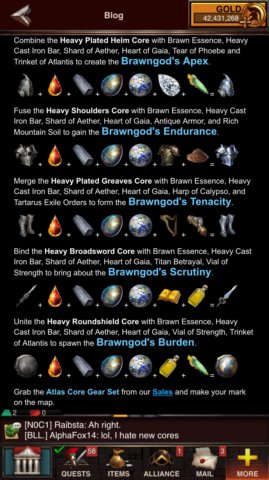 Blog
GOLD
42,431,268
Combine the Heavy Plated Helm Core with Brawn Essence, Heavy
Cast Iron Bar, Shard of Aether, Heart of Gaia, Tear of Phoebe and
Trinket of Atlantis to create the Brawngod's Apex.
Fuse the Heavy Shoulders Core with Brawn Essence, Heavy Cast
Iron Bar, Shard of Aether, Heart of Gaia, Antique Armor, and Rich
Mountain Soil to gain the Brawngod's Endurance.
Merge the Heavy Plated Greaves Core with Brawn Essence, Heavy
Cast Iron Bar, Shard of Aether, Heart of Gaia, Harp of Calypso, and
Tartarus Exile Orders to form the Brawngod's Tenacity.
Bind the Heavy Broadsword Core with Brawn Essence, Heavy Cast
Iron Bar, Shard of Aether, Heart of Gaia, Titan Betrayal, Vial of
Strength to bring about the Brawngod's Scrutiny.
Unite the Heavy Roundshield Core with Brawn Essence, Heavy
Cast Iron Bar, Shard of Aether, Heart of Gaia, Vial of Strength, Trinket
of Atlantis to spawn the Brawngod's Burden.
Grab the Atlas Core Gear Set from our Sales and make your mark
on the map.
2 0
[N0C1] Raibsta: Ah right.
[BLL] AlphaFox14: lol, I hate new cores
58 1 3
QUESTS ITEMS ALLIANCE MAIL MORE